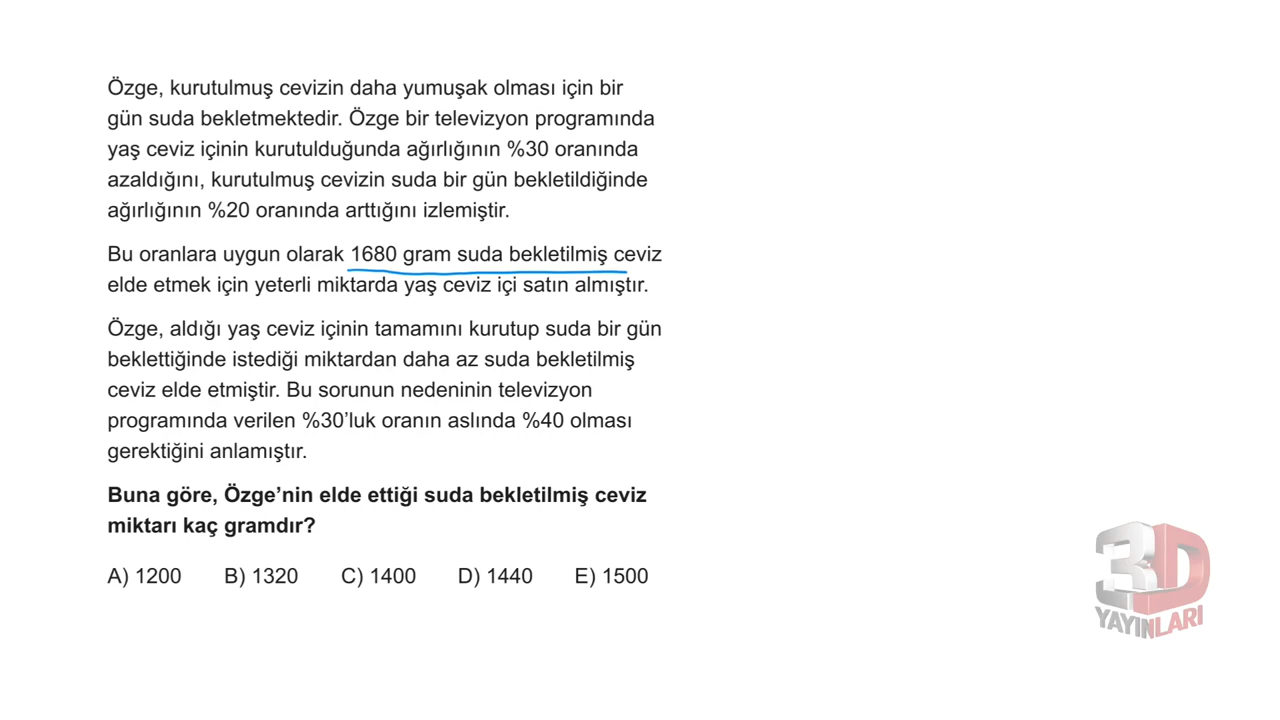 Özge, kurutulmuş cevizin daha yumuşak olması için bir
gün suda bekletmektedir. Özge bir televizyon programında
yaş ceviz içinin kurutulduğunda ağırlığının %30 oranında
azaldığını, kurutulmuş cevizin suda bir gün bekletildiğinde
ağırlığının %20 oranında arttığını izlemiştir.
Bu oranlara uygun olarak 1680 gram suda bekletilmiş ceviz
elde etmek için yeterli miktarda yaş ceviz içi satın almıştır.
Özge, aldığı yaş ceviz içinin tamamını kurutup suda bir gün
beklettiğinde istediği miktardan daha az suda bekletilmiş
ceviz elde etmiştir. Bu sorunun nedeninin televizyon
programında verilen %30’luk oranın aslında %40 olması
gerektiğini anlamıştır.
Buna göre, Özge’nin elde ettiği suda bekletilmiş ceviz
miktarı kaç gramdır?
A) 1200 B) 1320 C) 1400 D) 1440 E) 1500
3D
YAYINLARI